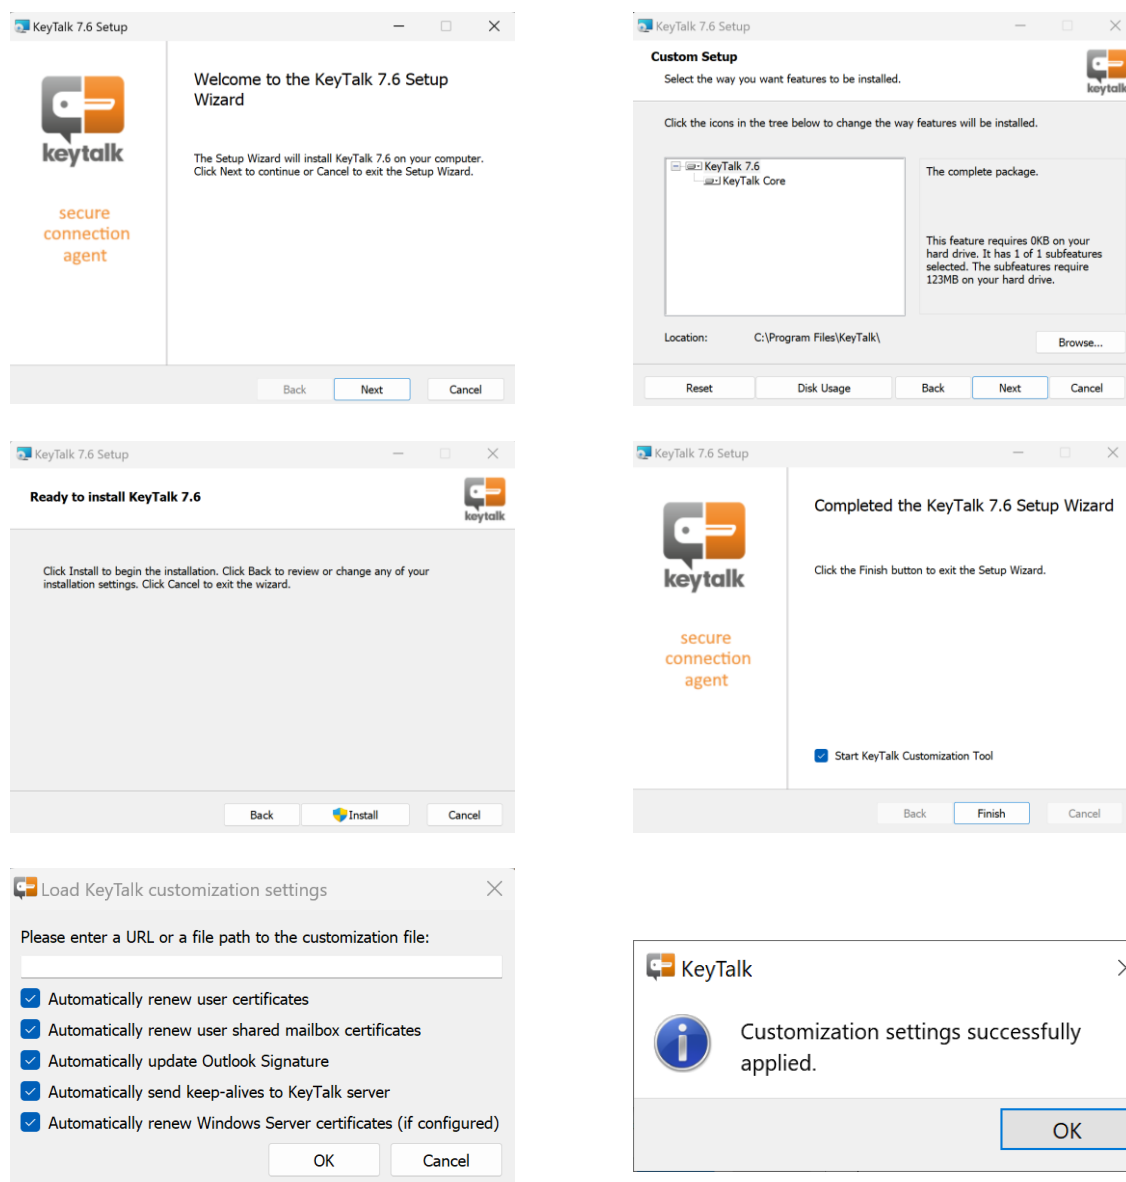 KeyTalk 7.6 Setup
keytalk
secure
connection
agent
Welcome to the KeyTalk 7.6 Setup
Wizard
The Setup Wizard will install KeyTalk 7.6 on your computer.
Click Next to continue or Cancel to exit the Setup Wizard.
Back Next Cancel
KeyTalk 7.6 Setup
Custom Setup
Select the way you want features to be installed.
keytalk
Click the icons in the tree below to change the way features will be installed.
KeyTalk 7.6
KeyTalk Core
The complete package.
This feature requires 0KB on your
hard drive. It has 1 of 1 subfeatures
selected. The subfeatures require
123MB on your hard drive.
Location: C:\Program Files\KeyTalk\
Browse...
Reset Disk Usage Back Next Cancel
KeyTalk 7.6 Setup
Ready to install KeyTalk 7.6
keytalk
Click Install to begin the installation. Click Back to review or change any of your
installation settings. Click Cancel to exit the wizard.
Back Install Cancel
KeyTalk 7.6 Setup
keytalk
secure
connection
agent
Completed the KeyTalk 7.6 Setup Wizard
Click the Finish button to exit the Setup Wizard.
Start KeyTalk Customization Tool
Back Finish Cancel
Load KeyTalk customization settings
Please enter a URL or a file path to the customization file:
Automatically renew user certificates
Automatically renew user shared mailbox certificates
Automatically update Outlook Signature
Automatically send keep-alives to KeyTalk server
Automatically renew Windows Server certificates (if configured)
OK Cancel
KeyTalk
Customization settings successfully
applied.
OK